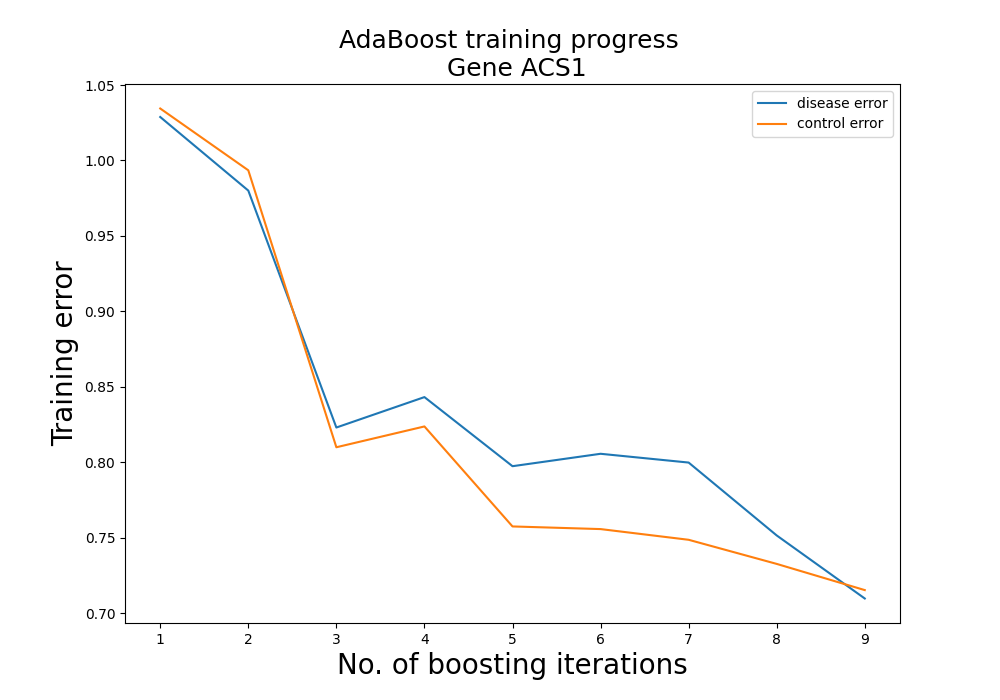 AdaBoost training progress
Gene ACS1
disease error
control error
Training error
1.05
1.00
0.95
0.90
0.85
0.80
0.75
0.70
1 2 3 4 5 6 7 8 9
No. of boosting iterations